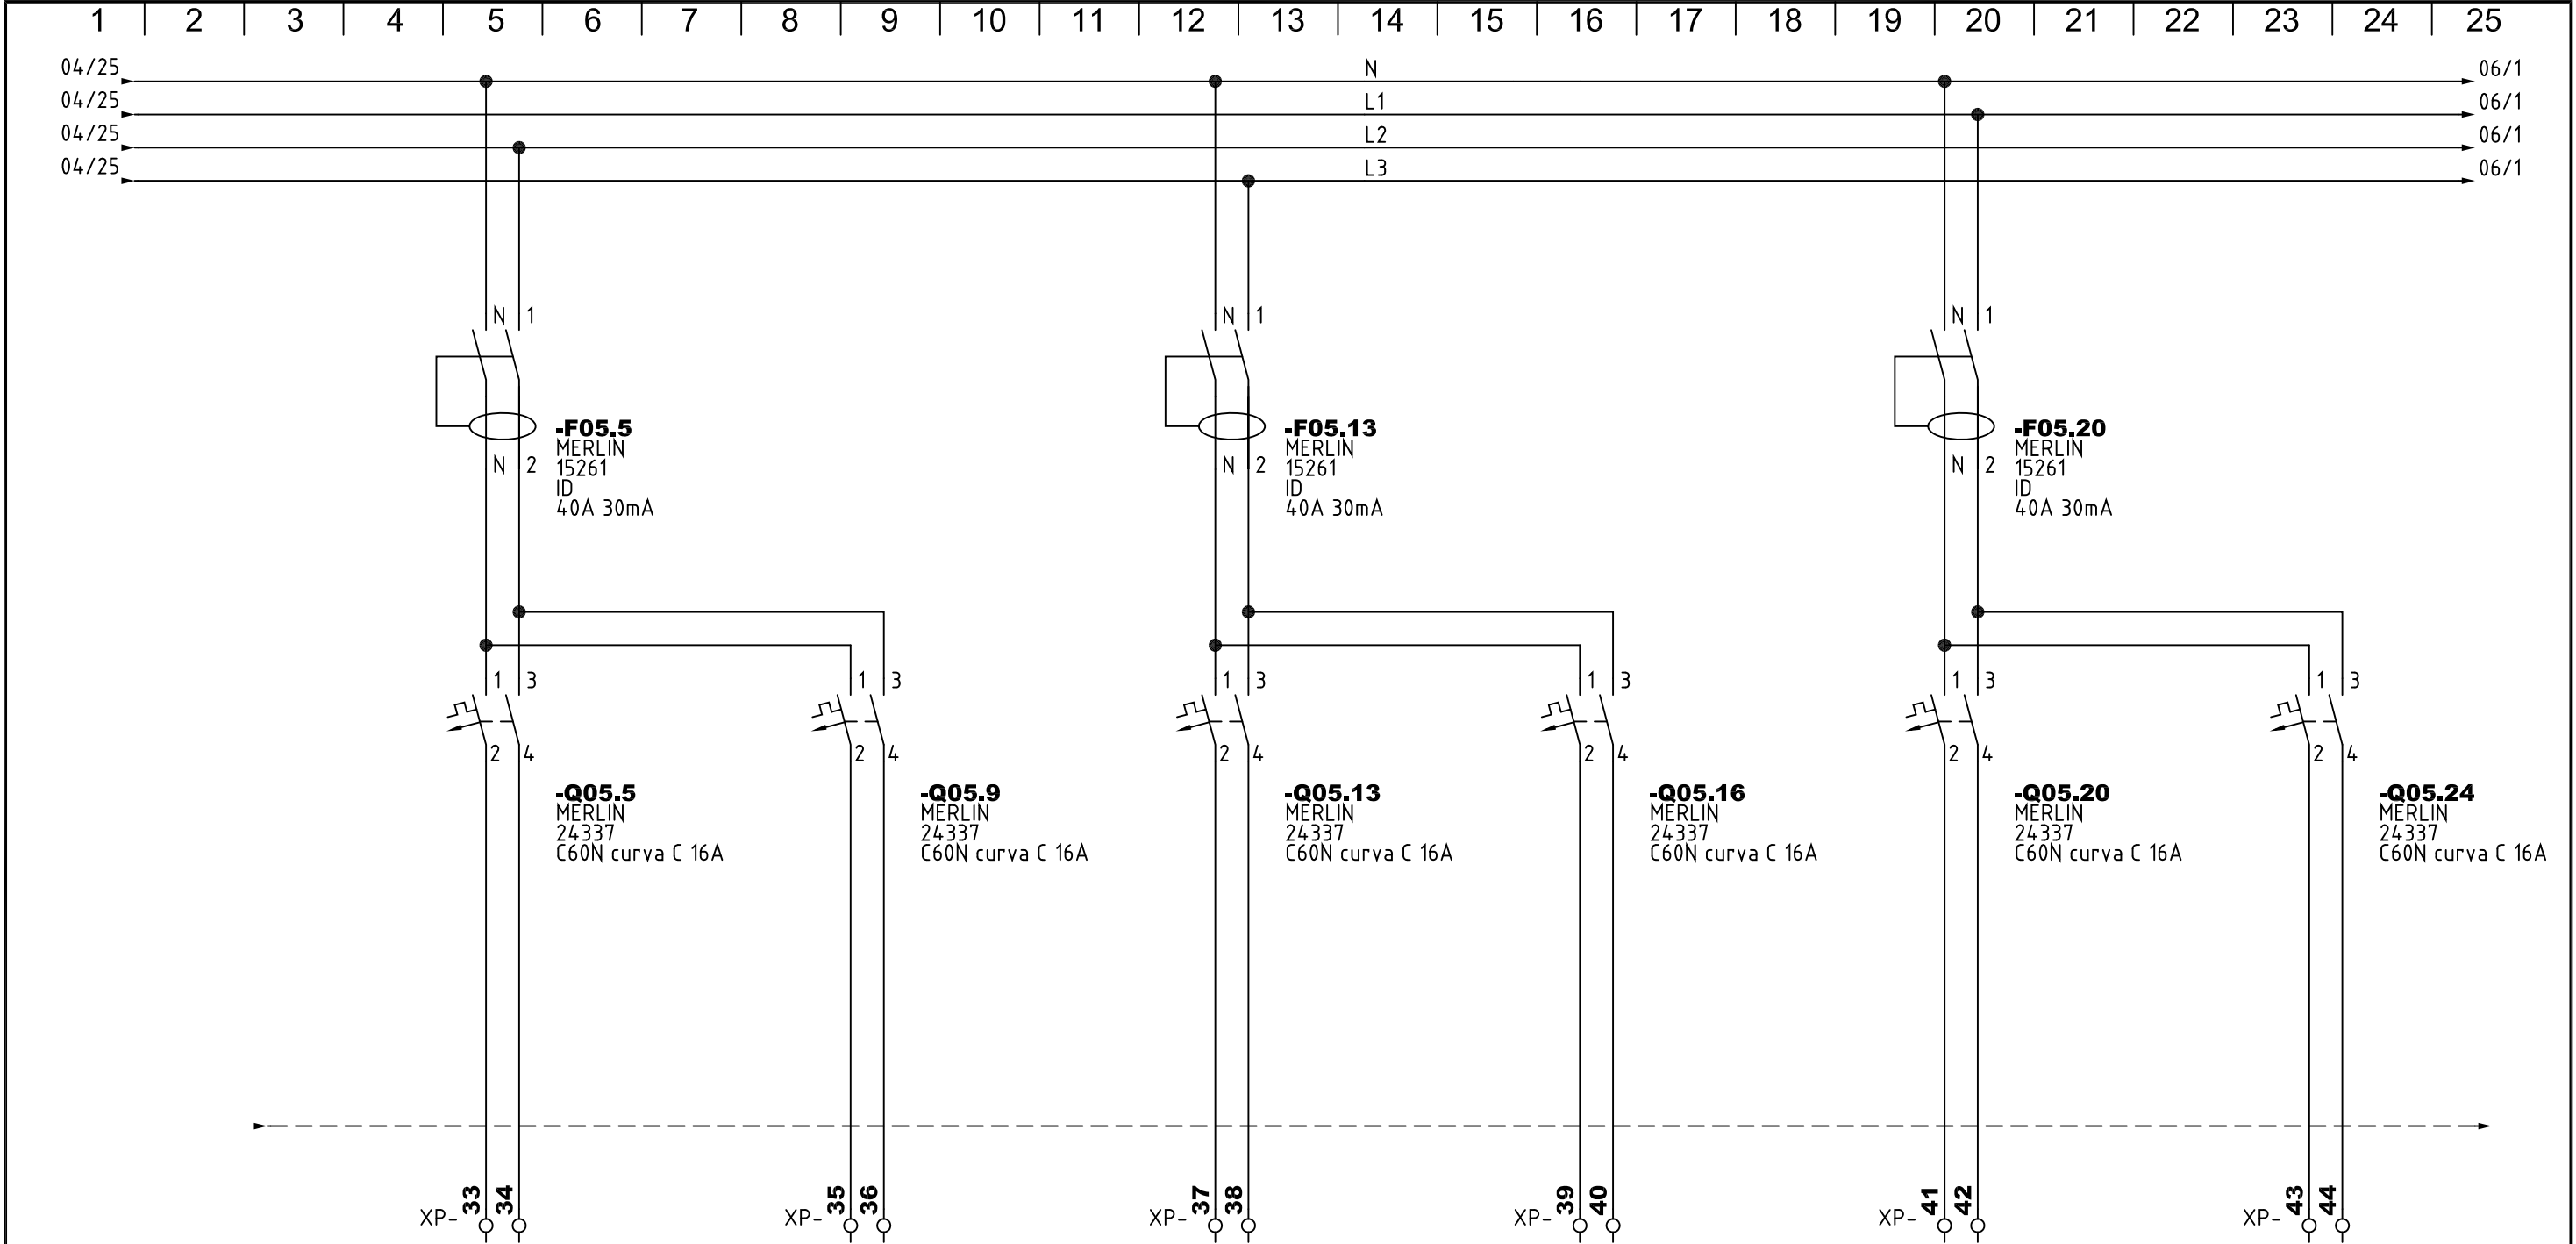 1 2 3 4 5 6 7 8 9 10 11 12 13 14 15 16 17 18 19 20 21 22 23 24 25
04/25 N 06/1
04/25 L1 06/1
04/25 L2 06/1
04/25 L3 06/1
N 1 N 1 N 1
-F05.5 -F05.13 -F05.20
MERLIN MERLIN MERLIN
N 2 15261 N 2 15261 N 2 15261
ID ID ID
40A 30mA 40A 30mA 40A 30mA
1 3 1 3 1 3 1 3 1 3 1 3
2 4 2 4 2 4 2 4 2 4 2 4
-Q05.5 -Q05.9 -Q05.13 -Q05.16 -Q05.20 -Q05.24
MERLIN MERLIN MERLIN MERLIN MERLIN MERLIN
24337 24337 24337 24337 24337 24337
C60N curva C 16A C60N curva C 16A C60N curva C 16A C60N curva C 16A C60N curva C 16A C60N curva C 16A
XP- 33 34 XP- 35 36 XP- 37 38 XP- 39 40 XP- 41 42 XP- 43 44